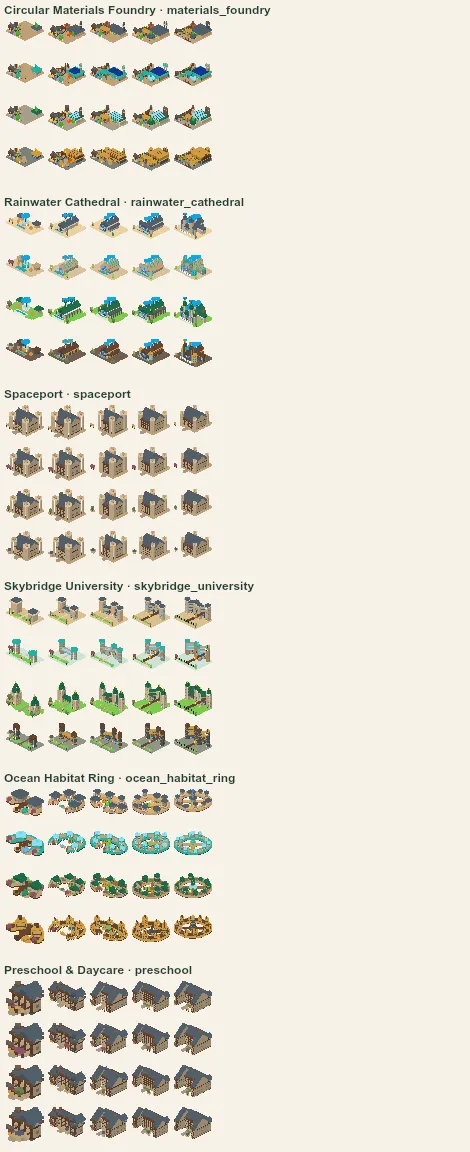 Circular Materials Foundry · materials_foundry
Rainwater Cathedral · rainwater_cathedral
Spaceport · spaceport
Skybridge University · skybridge_university
Ocean Habitat Ring · ocean_habitat_ring
Preschool & Daycare · preschool